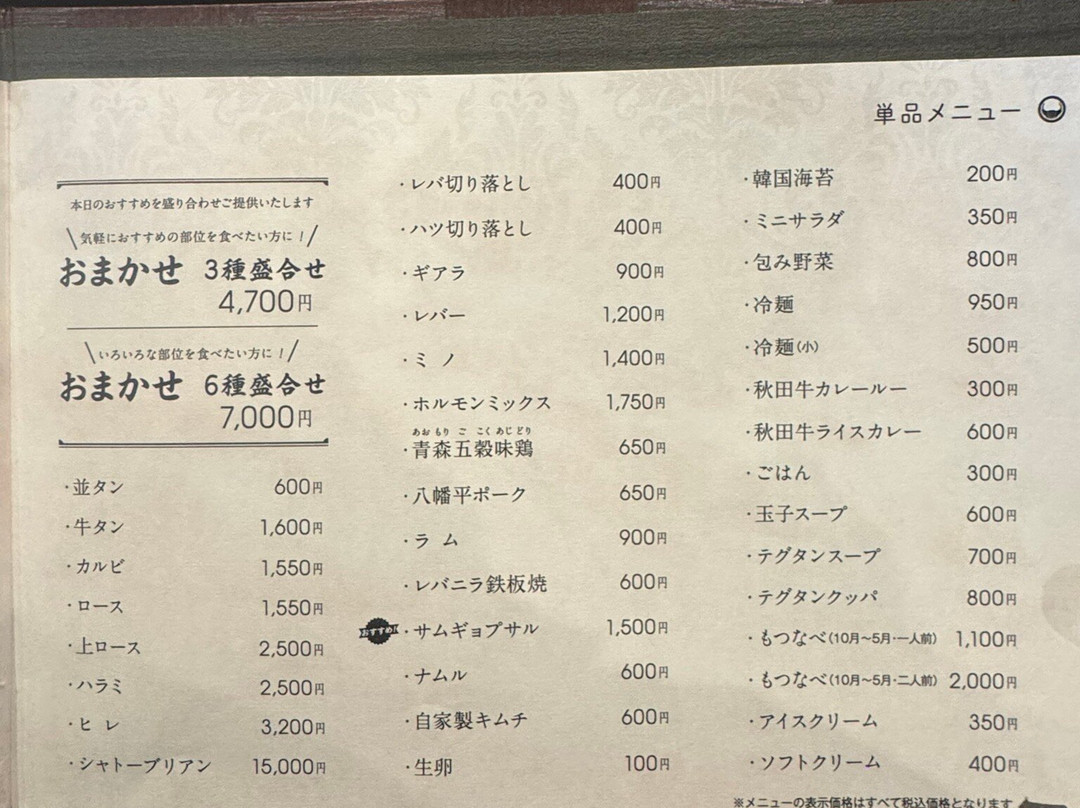 単品メニュー
本日のおすすめを盛り合わせご提供いたします
\気軽におすすめの部位を食べたい方に!/
おまかせ 3種盛合せ
4,700円
\いろいろな部位を食べたい方に!/
おまかせ 6種盛合せ
7,000円
・並タン 600円
・牛タン 1,600円
・カルビ 1,550円
・ロース 1,550円
・上ロース 2,500円
・ハラミ 2,500円
・ヒレ 3,200円
・シャトーブリアン 15,000円
・レバ切り落とし 400円
・ハツ切り落とし 400円
・ギアラ 900円
・レバー 1,200円
・ミノ 1,400円
・ホルモンミックス 1,750円
あおもりごこくあじどり
・青森五穀味鶏 650円
・八幡平ポーク 650円
・ラム 900円
・レバニラ鉄板焼 600円
おすすめ ・サムギョプサル 1,500円
・ナムル 600円
・自家製キムチ 600円
・生卵 100円
・韓国海苔 200円
・ミニサラダ 350円
・包み野菜 800円
・冷麺 950円
・冷麺(小) 500円
・秋田牛カレールー 300円
・秋田牛ライスカレー 600円
・ごはん 300円
・玉子スープ 600円
・テグタンスープ 700円
・テグタンクッパ 800円
・もつなべ(10月〜5月・一人前) 1,100円
・もつなべ(10月〜5月・二人前) 2,000円
・アイスクリーム 350円
・ソフトクリーム 400円
※メニューの表示価格はすべて税込価格となります